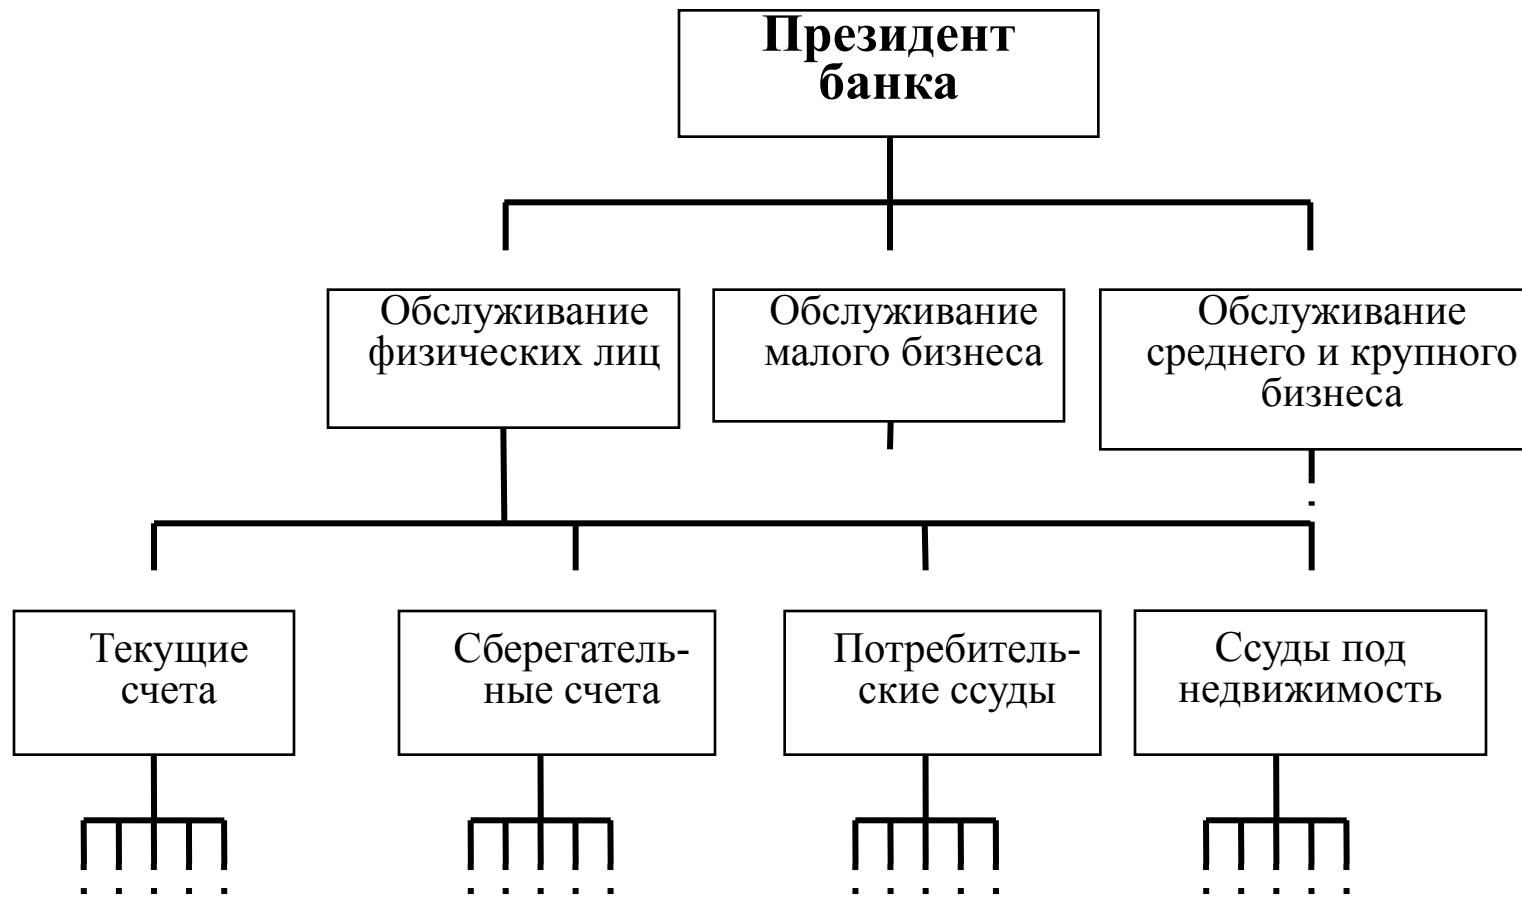 Президент
банка
Обслуживание
физических лиц
Обслуживание
малого бизнеса
Обслуживание
среднего и крупного
бизнеса
Текущие
счета
Сберегатель-
ные счета
Потребитель-
ские ссуды
Ссуды под
недвижимость